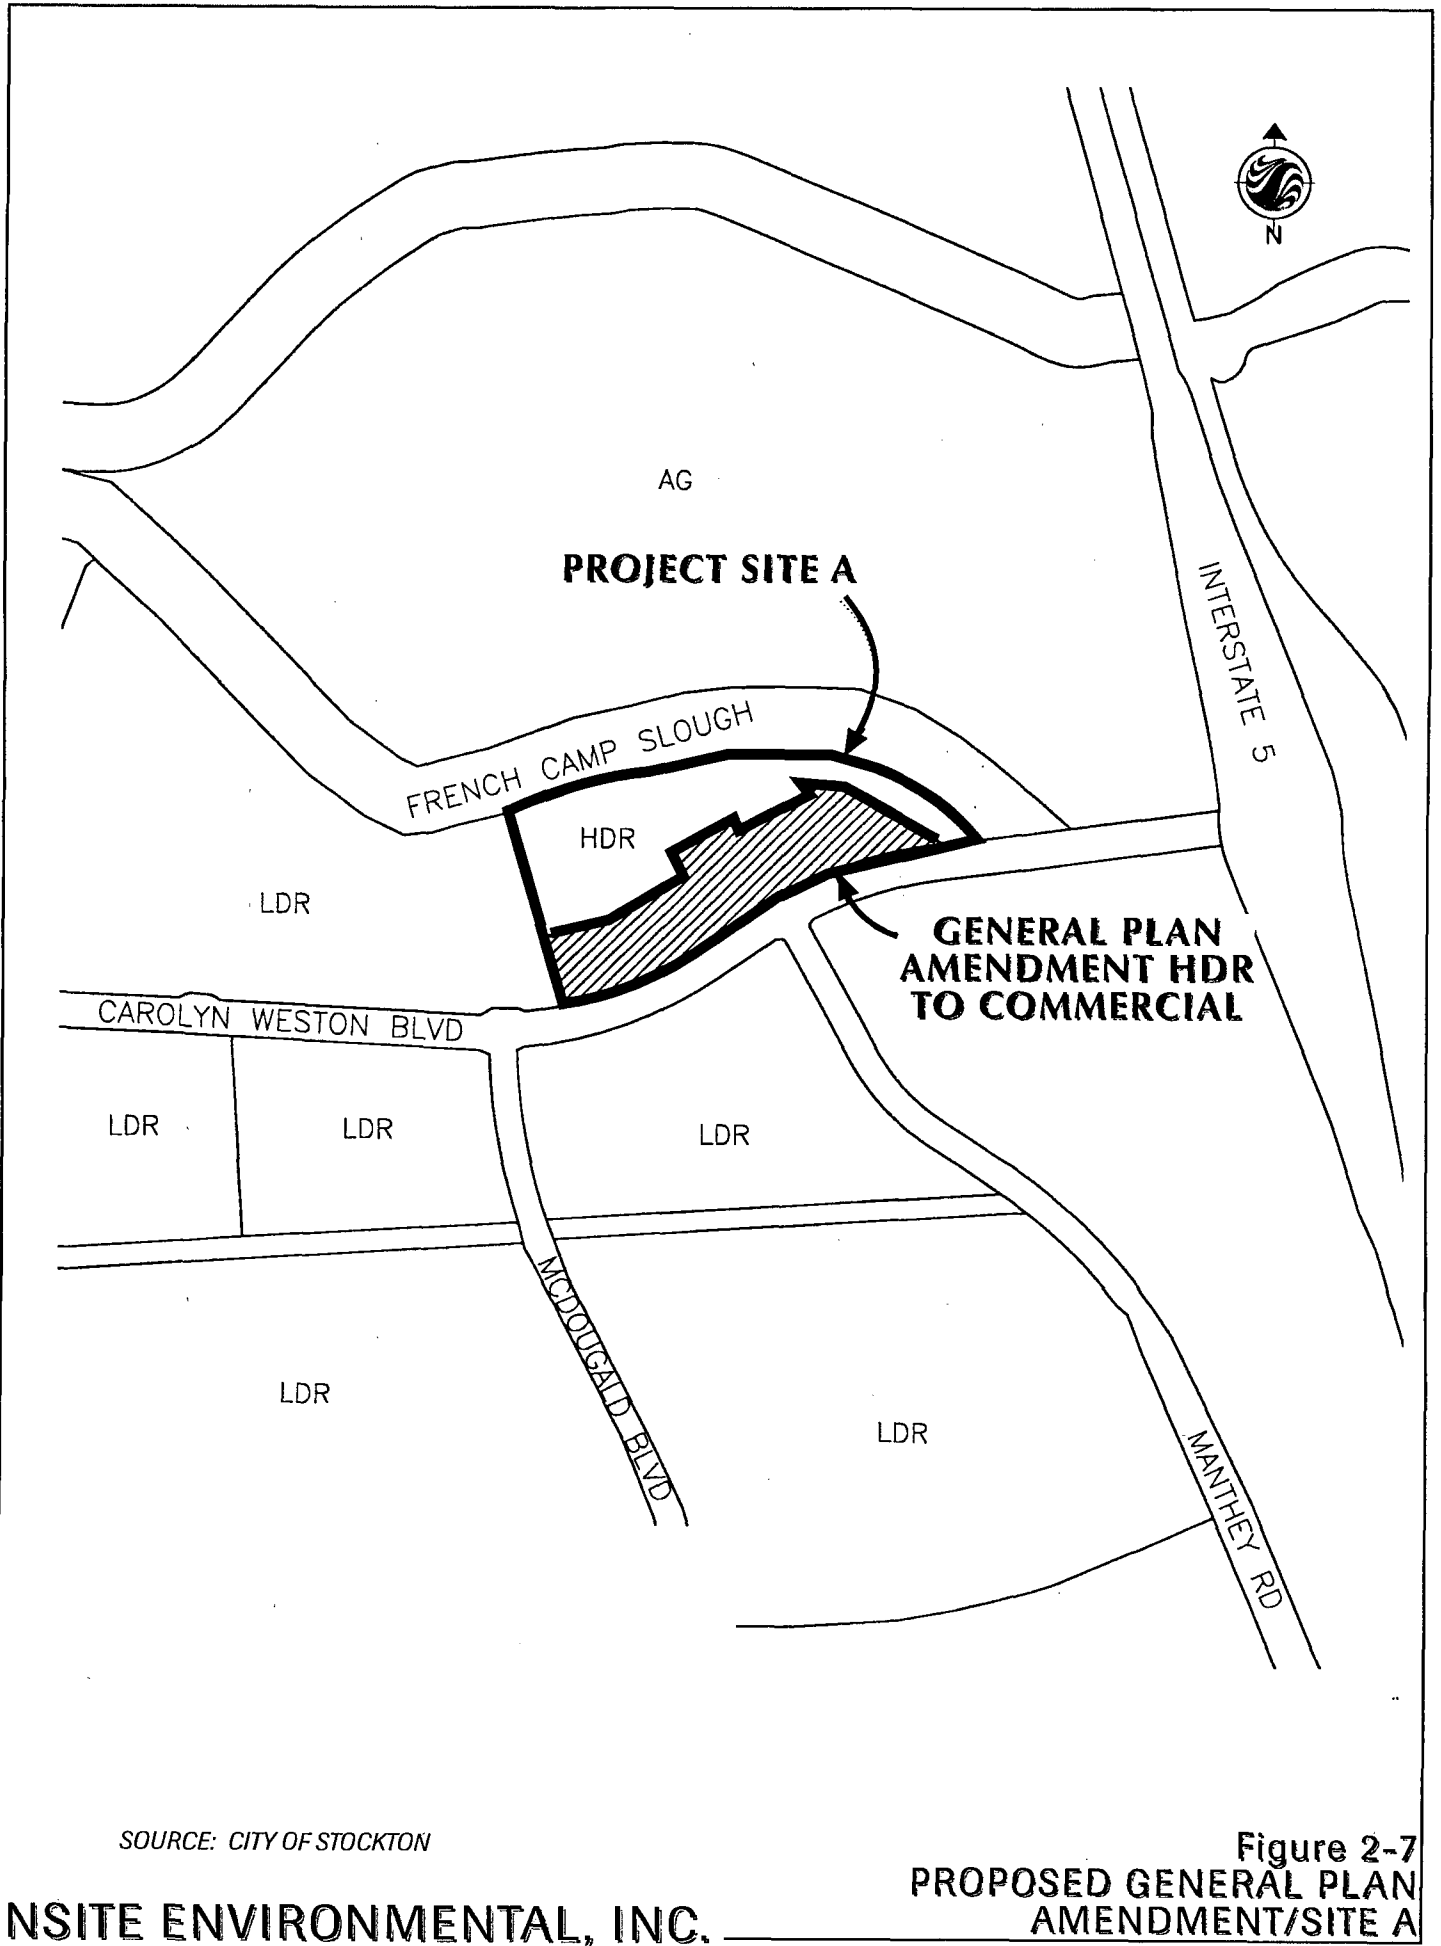 N
AG
PROJECT SITE A
INTERSTATE 5
FRENCH CAMP SLOUGH
HDR
LDR
GENERAL PLAN
AMENDMENT HDR
TO COMMERCIAL
CAROLYN WESTON BLVD
LDR
LDR
LDR
MCDOUGALD BLVD
LDR
LDR
MANTHEY RD
SOURCE: CITY OF STOCKTON
Figure 2-7
PROPOSED GENERAL PLAN
AMENDMENT/SITE A
NSITE ENVIRONMENTAL, INC.